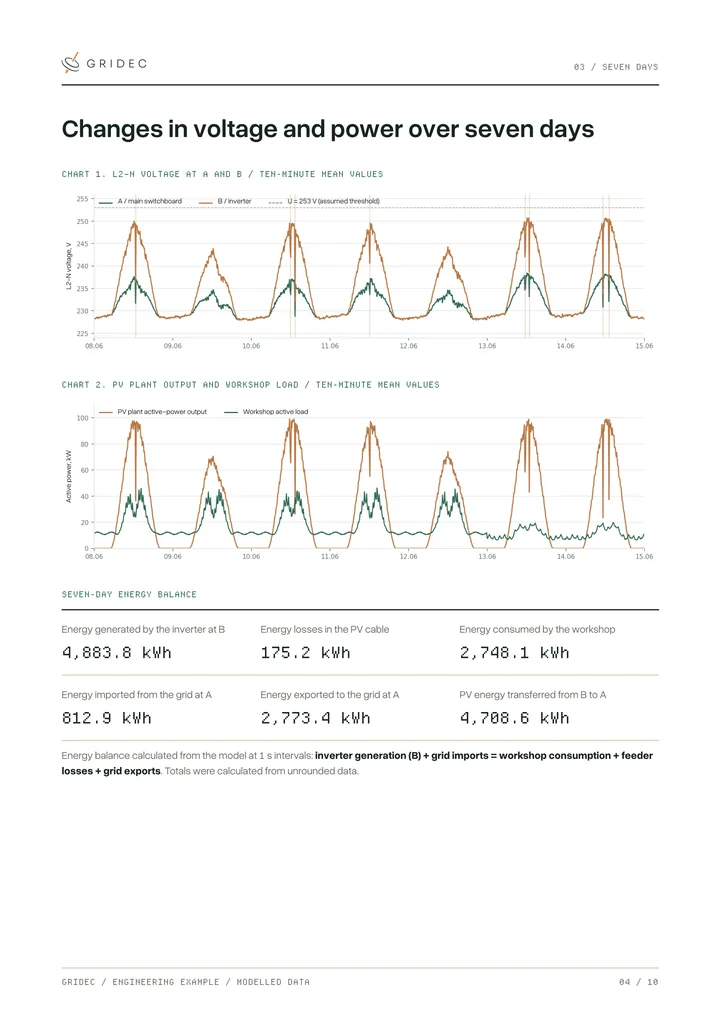 GRIDEC
03 / SEVEN DAYS
Changes in voltage and power over seven days
CHART 1. L2–N VOLTAGE AT A AND B / TEN-MINUTE MEAN VALUES
A / main switchboard B / inverter U = 253 V (assumed threshold)
L2–N voltage, V
255
250
245
240
235
230
225
08.06 09.06 10.06 11.06 12.06 13.06 14.06 15.06
CHART 2. PV PLANT OUTPUT AND WORKSHOP LOAD / TEN-MINUTE MEAN VALUES
PV plant active–power output Workshop active load
Active power, kW
100
80
60
40
20
0
08.06 09.06 10.06 11.06 12.06 13.06 14.06 15.06
SEVEN-DAY ENERGY BALANCE
Energy generated by the inverter at B Energy losses in the PV cable Energy consumed by the workshop
4,883.8 kWh 175.2 kWh 2,748.1 kWh
Energy imported from the grid at A Energy exported to the grid at A PV energy transferred from B to A
812.9 kWh 2,773.4 kWh 4,708.6 kWh
Energy balance calculated from the model at 1 s intervals: inverter generation (B) + grid imports = workshop consumption + feeder
losses + grid exports. Totals were calculated from unrounded data.
GRIDEC / ENGINEERING EXAMPLE / MODELLED DATA
04 / 10